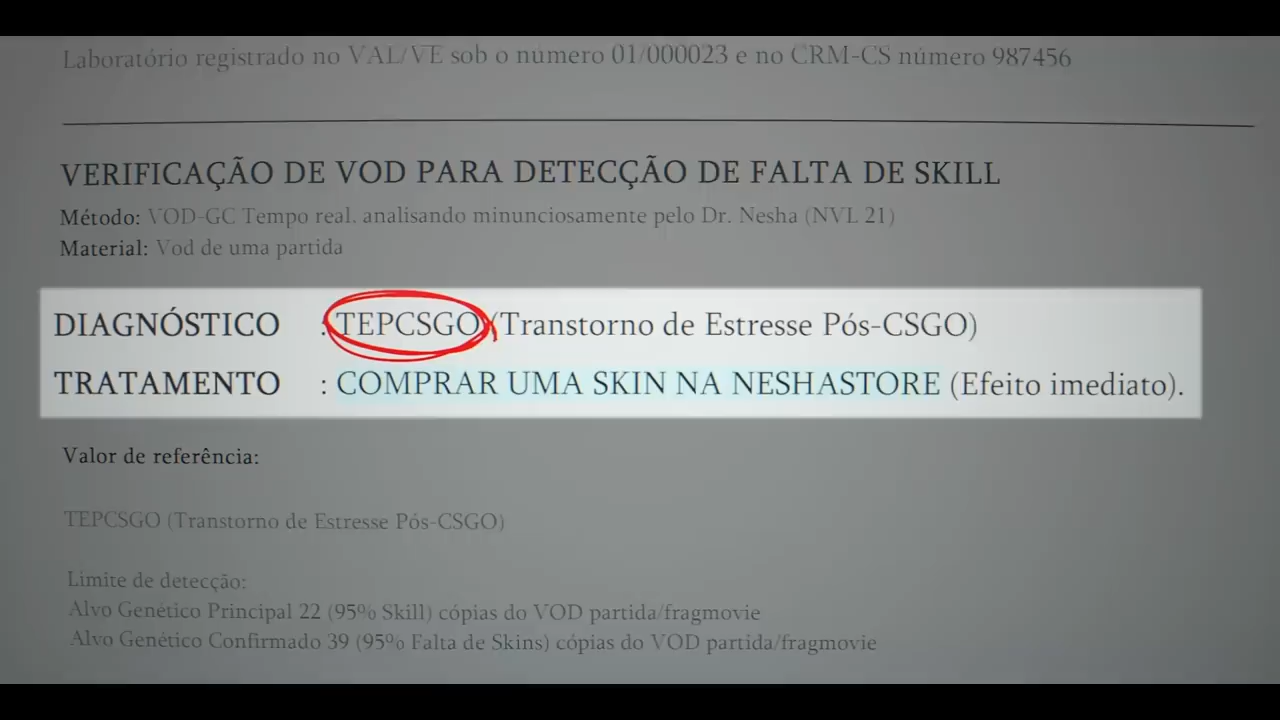 Laboratório registrado no VAL/VE sob o número 01/000023 e no CRM-CS número 987456
VERIFICAÇÃO DE VOD PARA DETECÇÃO DE FALTA DE SKILL
Método: VOD-GC Tempo real. analisando minunciosamente pelo Dr. Nesha (NVL 21)
Material: Vod de uma partida
DIAGNÓSTICO : TEPCSGO (Transtorno de Estresse Pós-CSGO)
TRATAMENTO : COMPRAR UMA SKIN NA NESHASTORE (Efeito imediato).
Valor de referência:
TEPCSGO (Transtorno de Estresse Pós-CSGO)
Limite de detecção:
Alvo Genético Principal 22 (95% Skill) cópias do VOD partida/fragmovie
Alvo Genético Confirmado 39 (95% Falta de Skins) cópias do VOD partida/fragmovie